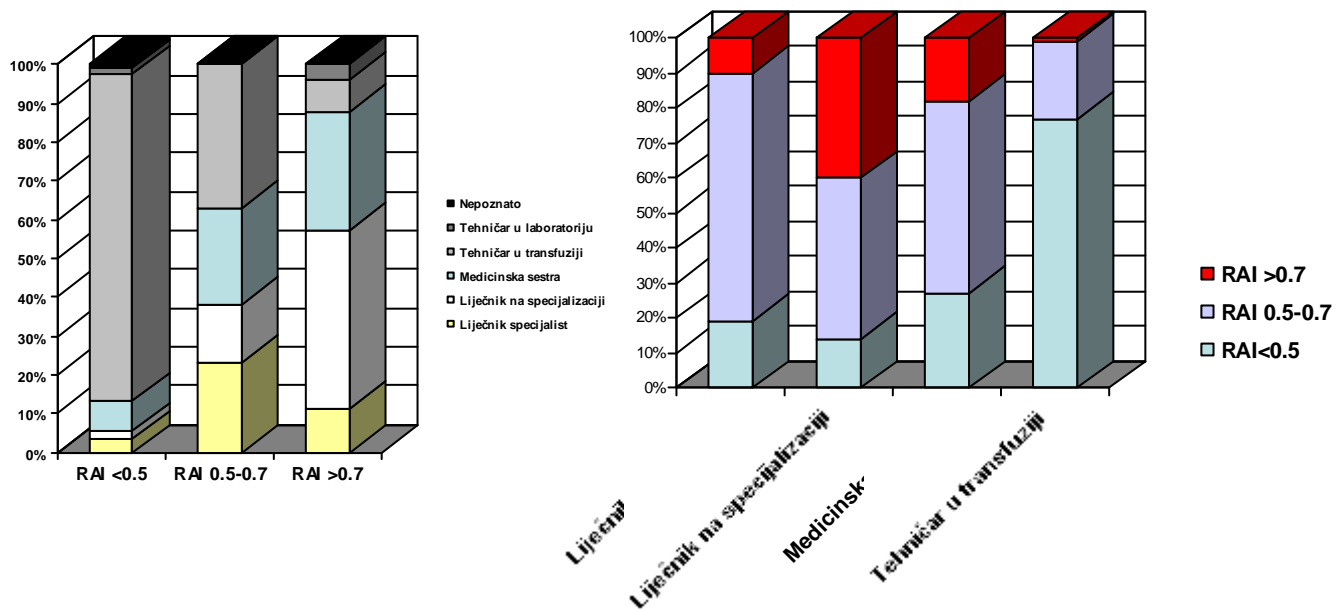 100%
90%
80%
70%
60%
50%
40%
30%
20%
10%
0%
RAI <0.5 RAI 0.5-0.7 RAI >0.7
Nepoznato
Tehničar u laboratoriju
Tehničar u transfuziji
Medicinska sestra
Liječnik na specijalizaciji
Liječnik specijalist
100%
90%
80%
70%
60%
50%
40%
30%
20%
10%
0%
Liječnik na specijalizaciji
Tehničar u transfuziji
RAI >0.7
RAI 0.5-0.7
RAI<0.5